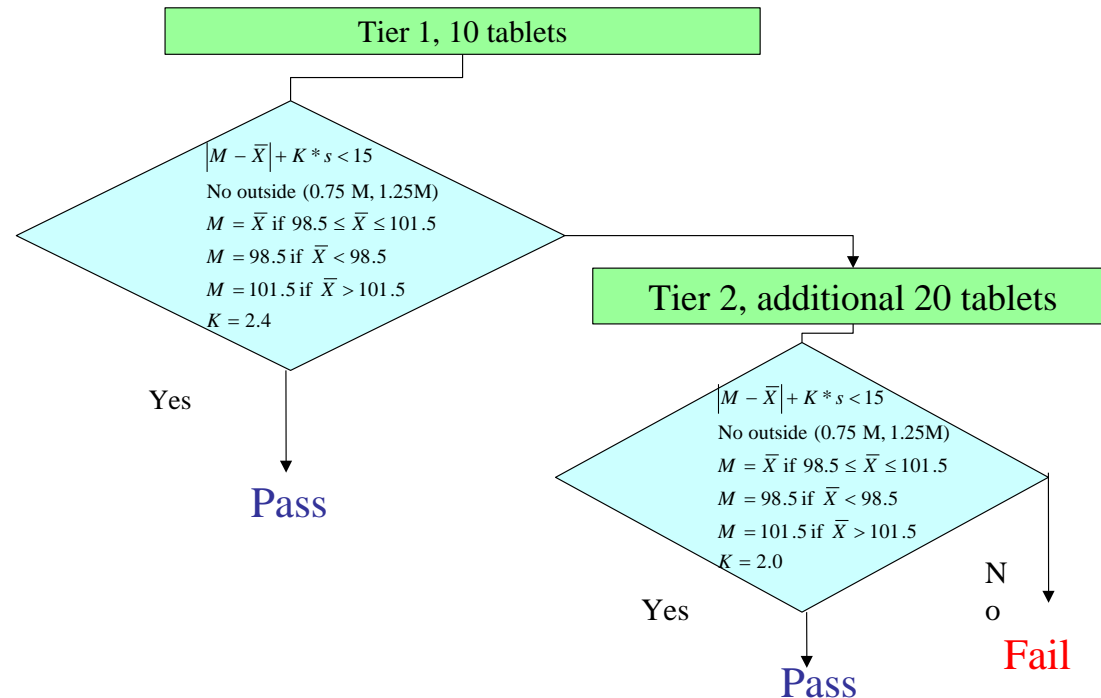 Tier 1, 10 tablets
|M − X̄| + K * s < 15
No outside (0.75 M, 1.25M)
M = X̄ if 98.5 ≤ X̄ ≤ 101.5
M = 98.5 if X̄ < 98.5
M = 101.5 if X̄ > 101.5
K = 2.4
Yes
Pass
Tier 2, additional 20 tablets
|M − X̄| + K * s < 15
No outside (0.75 M, 1.25M)
M = X̄ if 98.5 ≤ X̄ ≤ 101.5
M = 98.5 if X̄ < 98.5
M = 101.5 if X̄ > 101.5
K = 2.0
Yes
N
o
Pass
Fail